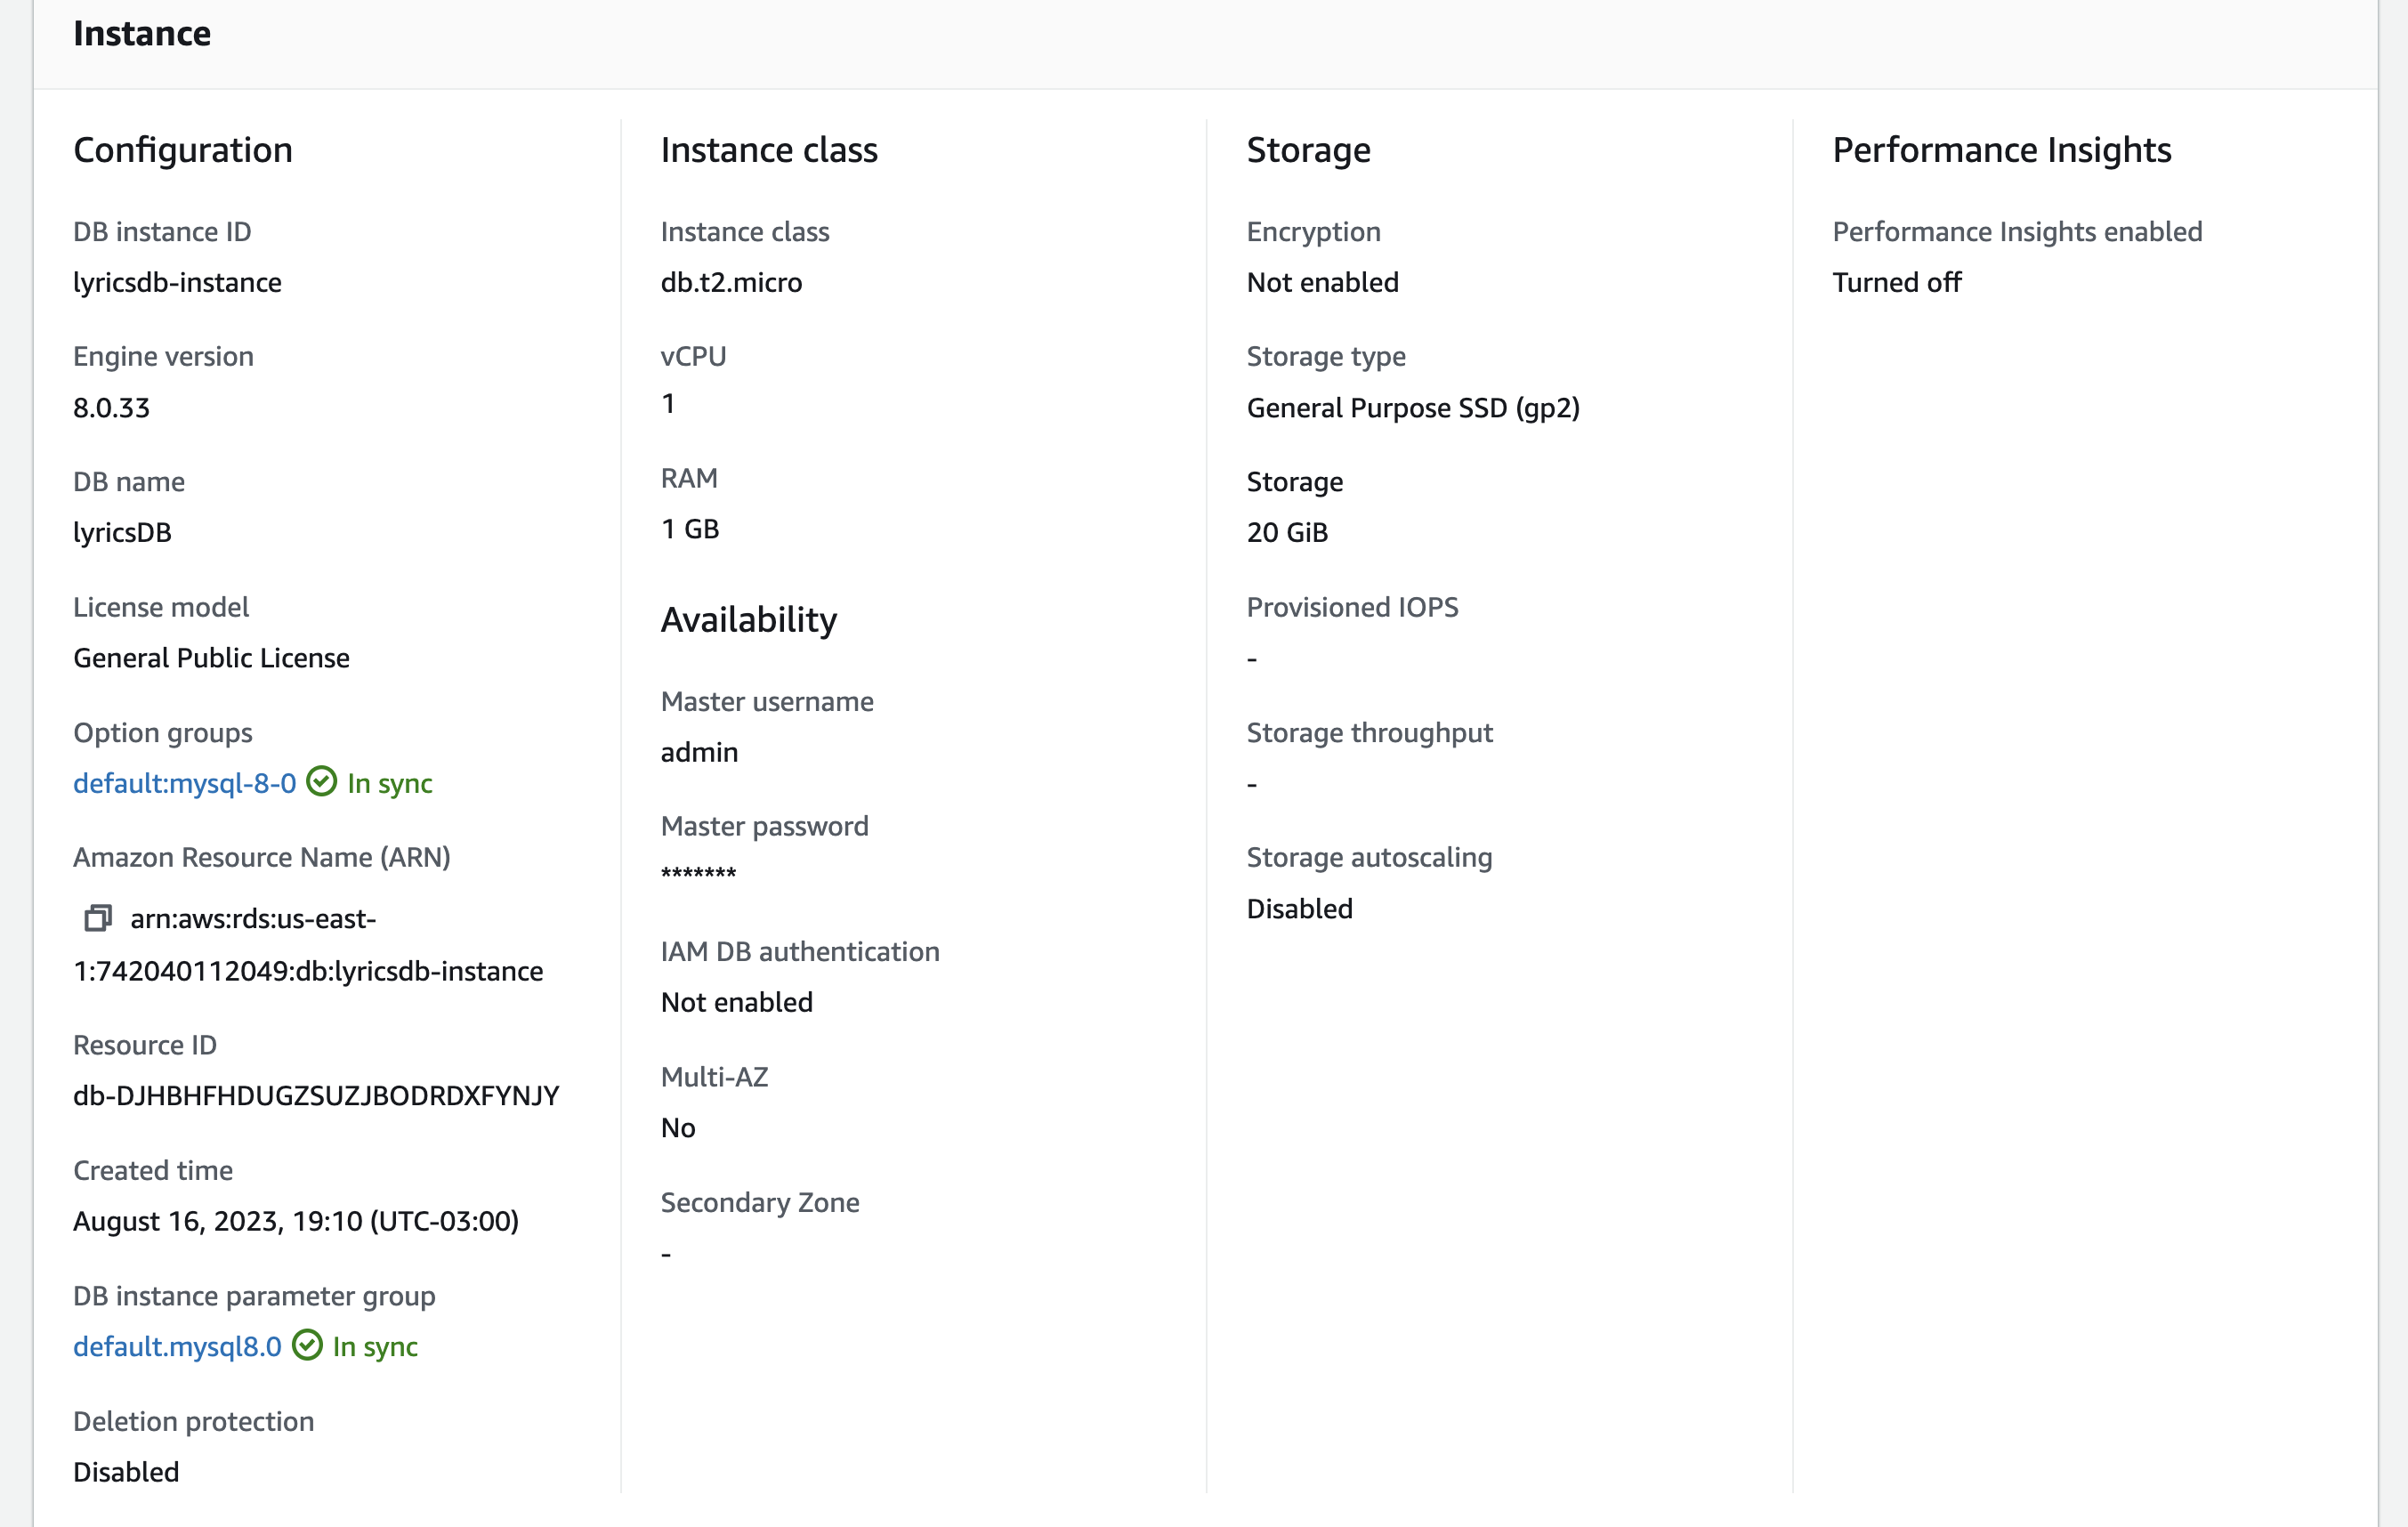 Instance
Configuration
DB instance ID
lyricsdb-instance
Engine version
8.0.33
DB name
lyricsDB
License model
General Public License
Option groups
default:mysql-8-0 In sync
Amazon Resource Name (ARN)
arn:aws:rds:us-east-
1:742040112049:db:lyricsdb-instance
Resource ID
db-DJHBHFHDUGZSUZJBODRDXFYNJY
Created time
August 16, 2023, 19:10 (UTC-03:00)
DB instance parameter group
default.mysql8.0 In sync
Deletion protection
Disabled
Instance class
Instance class
db.t2.micro
vCPU
1
RAM
1 GB
Availability
Master username
admin
Master password
*******
IAM DB authentication
Not enabled
Multi-AZ
No
Secondary Zone
-
Storage
Encryption
Not enabled
Storage type
General Purpose SSD (gp2)
Storage
20 GiB
Provisioned IOPS
-
Storage throughput
-
Storage autoscaling
Disabled
Performance Insights
Performance Insights enabled
Turned off